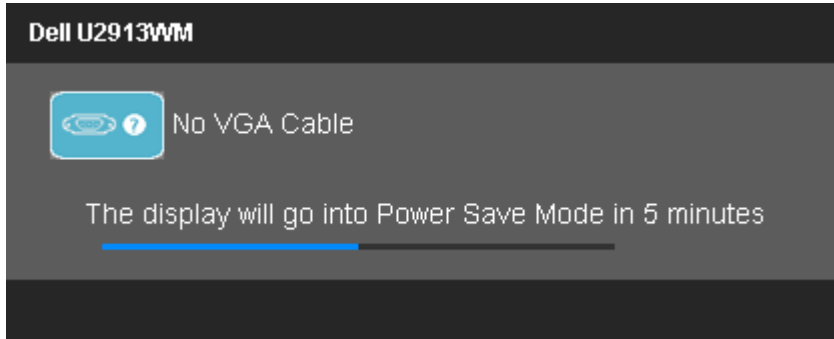 Dell U2913WM
? No VGA Cable
The display will go into Power Save Mode in 5 minutes